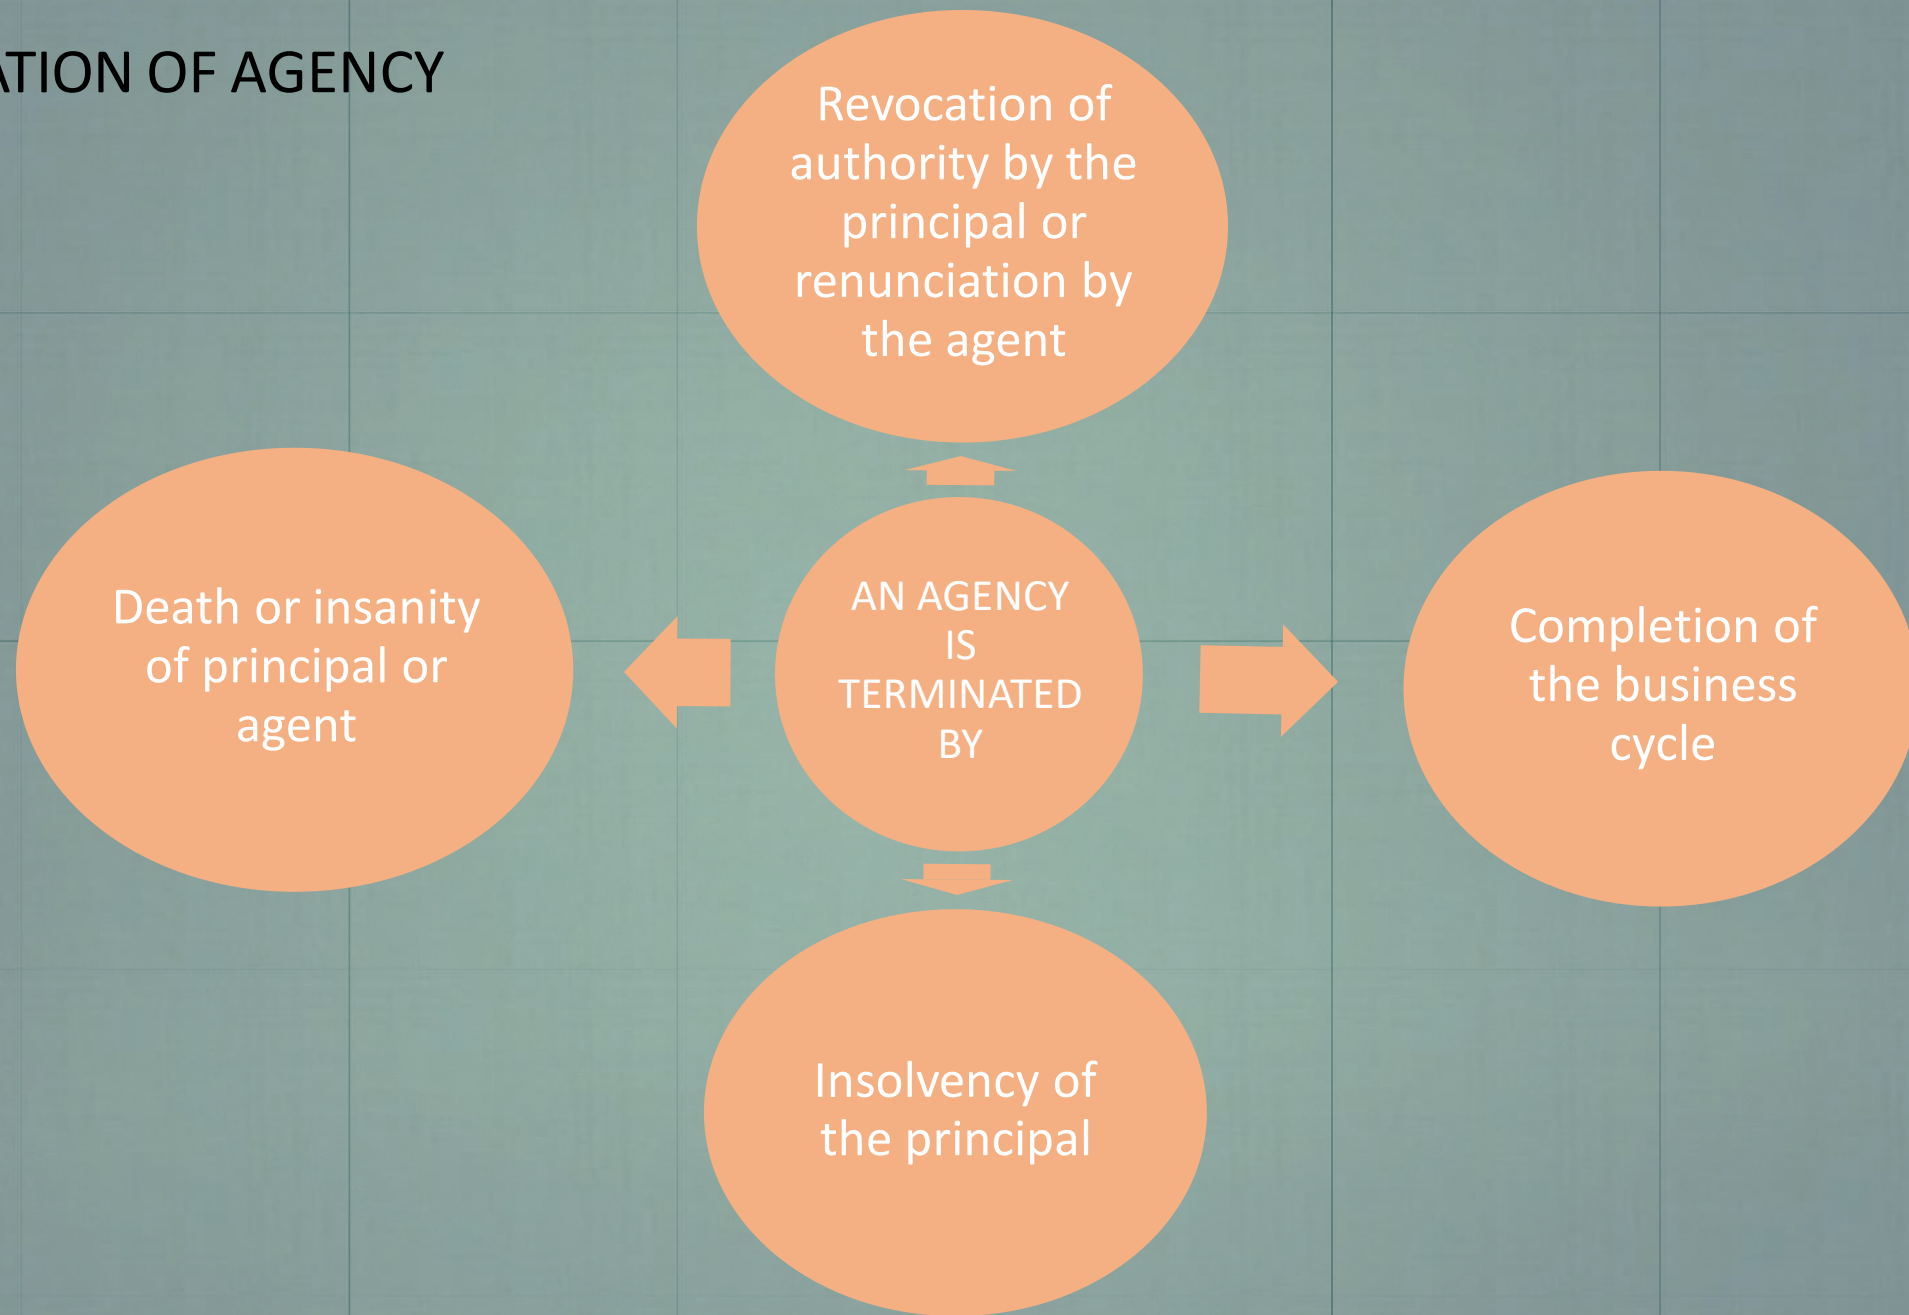 ATION OF AGENCY
Revocation of
authority by the
principal or
renunciation by
the agent
Death or insanity
of principal or
agent
AN AGENCY
IS
TERMINATED
BY
Completion of
the business
cycle
Insolvency of
the principal